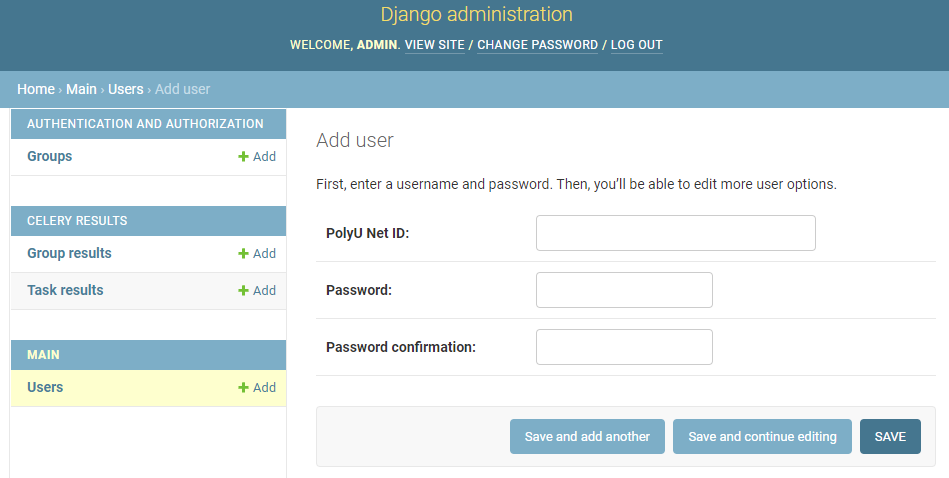 Django administration
WELCOME, ADMIN. VIEW SITE / CHANGE PASSWORD / LOG OUT
Home › Main › Users › Add user
AUTHENTICATION AND AUTHORIZATION
Groups + Add
CELERY RESULTS
Group results + Add
Task results + Add
MAIN
Users + Add
Add user
First, enter a username and password. Then, you’ll be able to edit more user options.
PolyU Net ID:
Password:
Password confirmation:
Save and add another Save and continue editing SAVE